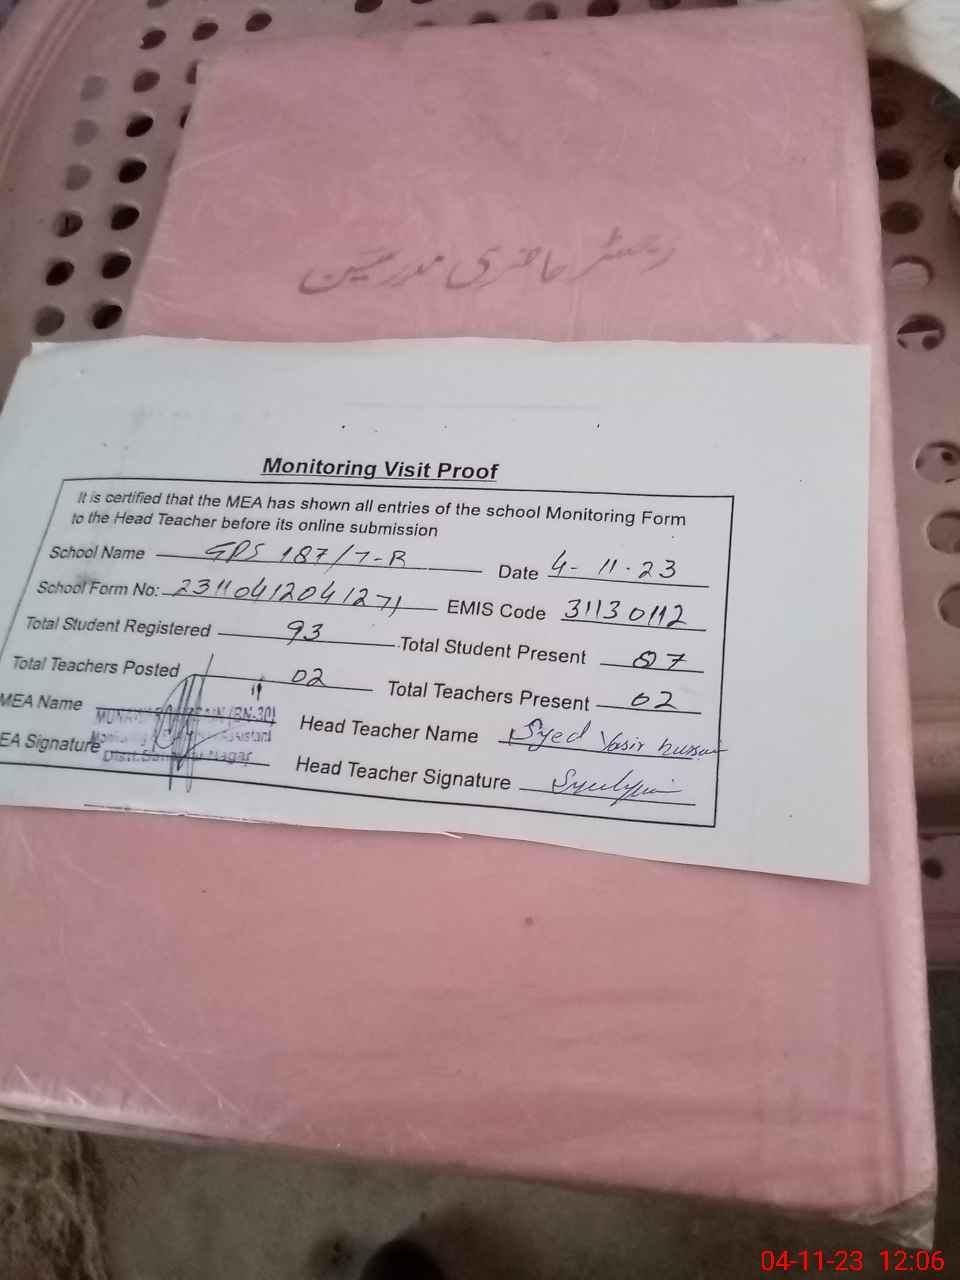 رجسٹر حاضری مدرسین
Monitoring Visit Proof
It is certified that the MEA has shown all entries of the school Monitoring Form
to the Head Teacher before its online submission
School Name GPS 187/7-R Date 4-11-23
School Form No: 23110412041271 EMIS Code 31130112
Total Student Registered 93 Total Student Present 87
Total Teachers Posted 02 Total Teachers Present 02
MEA Name (BN-30) Head Teacher Name Syed Yasir hussain
EA Signature Head Teacher Signature
04-11-23 12:06